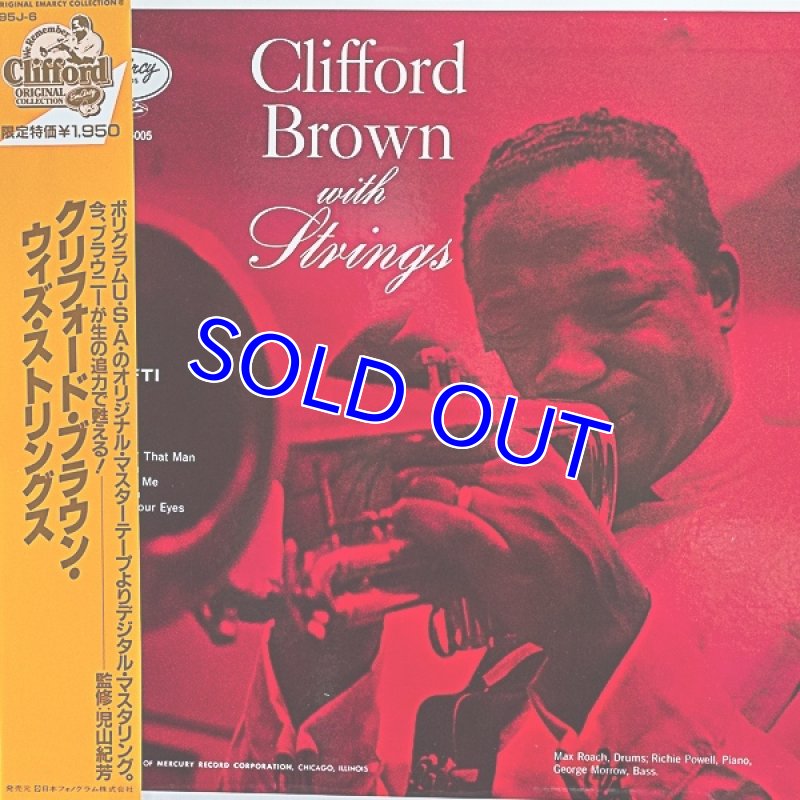 ORIGINAL EMARCY COLLECTION 6
95J-6
We Remember
Clifford
ORIGINAL
COLLECTION
EmArcy
限定特価¥1,950
ポリグラムU・S・A・のオリジナル・マスターテープよりデジタル・マスタリング。
今、ブラウニーが生の迫力で甦える!
監修:児山紀芳
クリフォード・ブラウン・
ウィズ・ストリングス
発売元 日本フォノグラム株式会社
-005
Clifford
Brown
with
Strings
FTI
That Man
Me
our Eyes
SOLD OUT
OF MERCURY RECORD CORPORATION, CHICAGO, ILLINOIS
Max Roach, Drums; Richie Powell, Piano,
George Morrow, Bass.